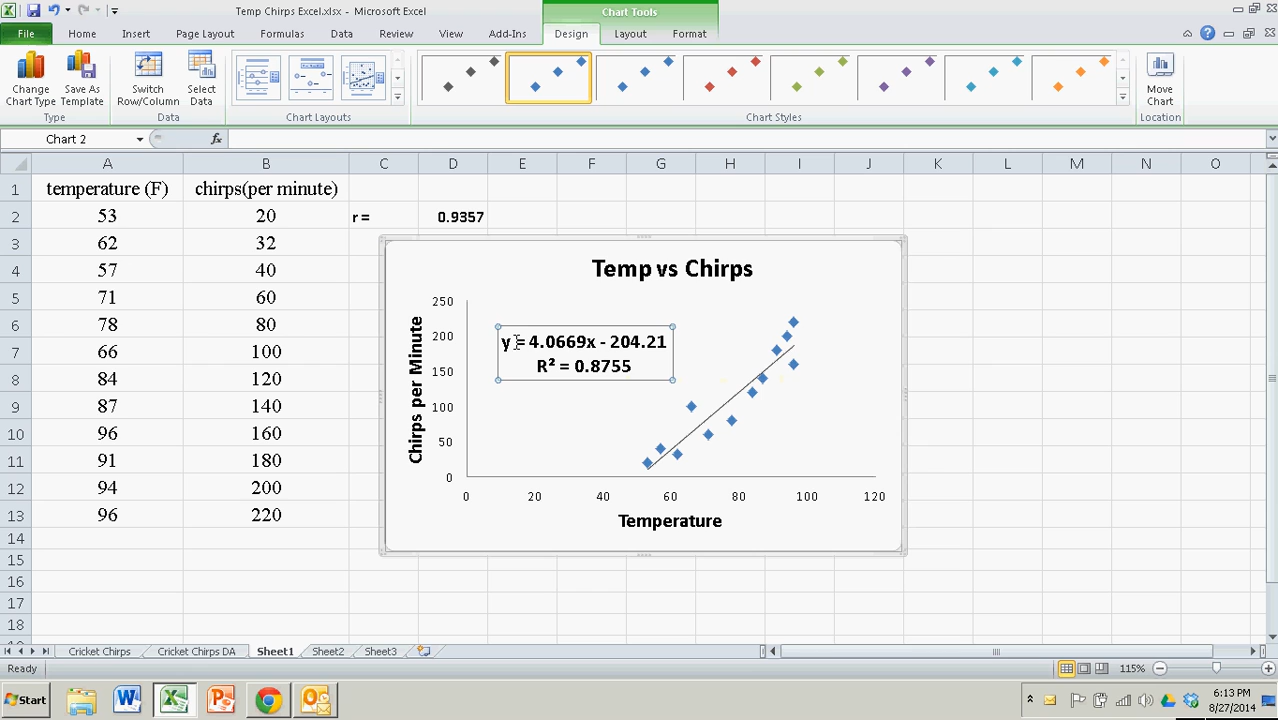 Temp Chirps Excel.xlsx - Microsoft Excel
Chart Tools
File Home Insert Page Layout Formulas Data Review View Add-Ins Design Layout Format
Change Chart Type
Save As Template
Switch Row/Column
Select Data
Move Chart
Type Data Chart Layouts Chart Styles Location
Chart 2 fx
A B C D E F G H I J K L M N O
1 temperature (F) chirps(per minute)
2 53 20 r = 0.9357
3 62 32
4 57 40
5 71 60
6 78 80
7 66 100
8 84 120
9 87 140
10 96 160
11 91 180
12 94 200
13 96 220
14
15
16
17
18
Temp vs Chirps
Chirps per Minute
250
200
150
100
50
0
y = 4.0669x - 204.21
R² = 0.8755
0 20 40 60 80 100 120
Temperature
Cricket Chirps Cricket Chirps DA Sheet1 Sheet2 Sheet3
Ready 115%
Start 6:13 PM
8/27/2014